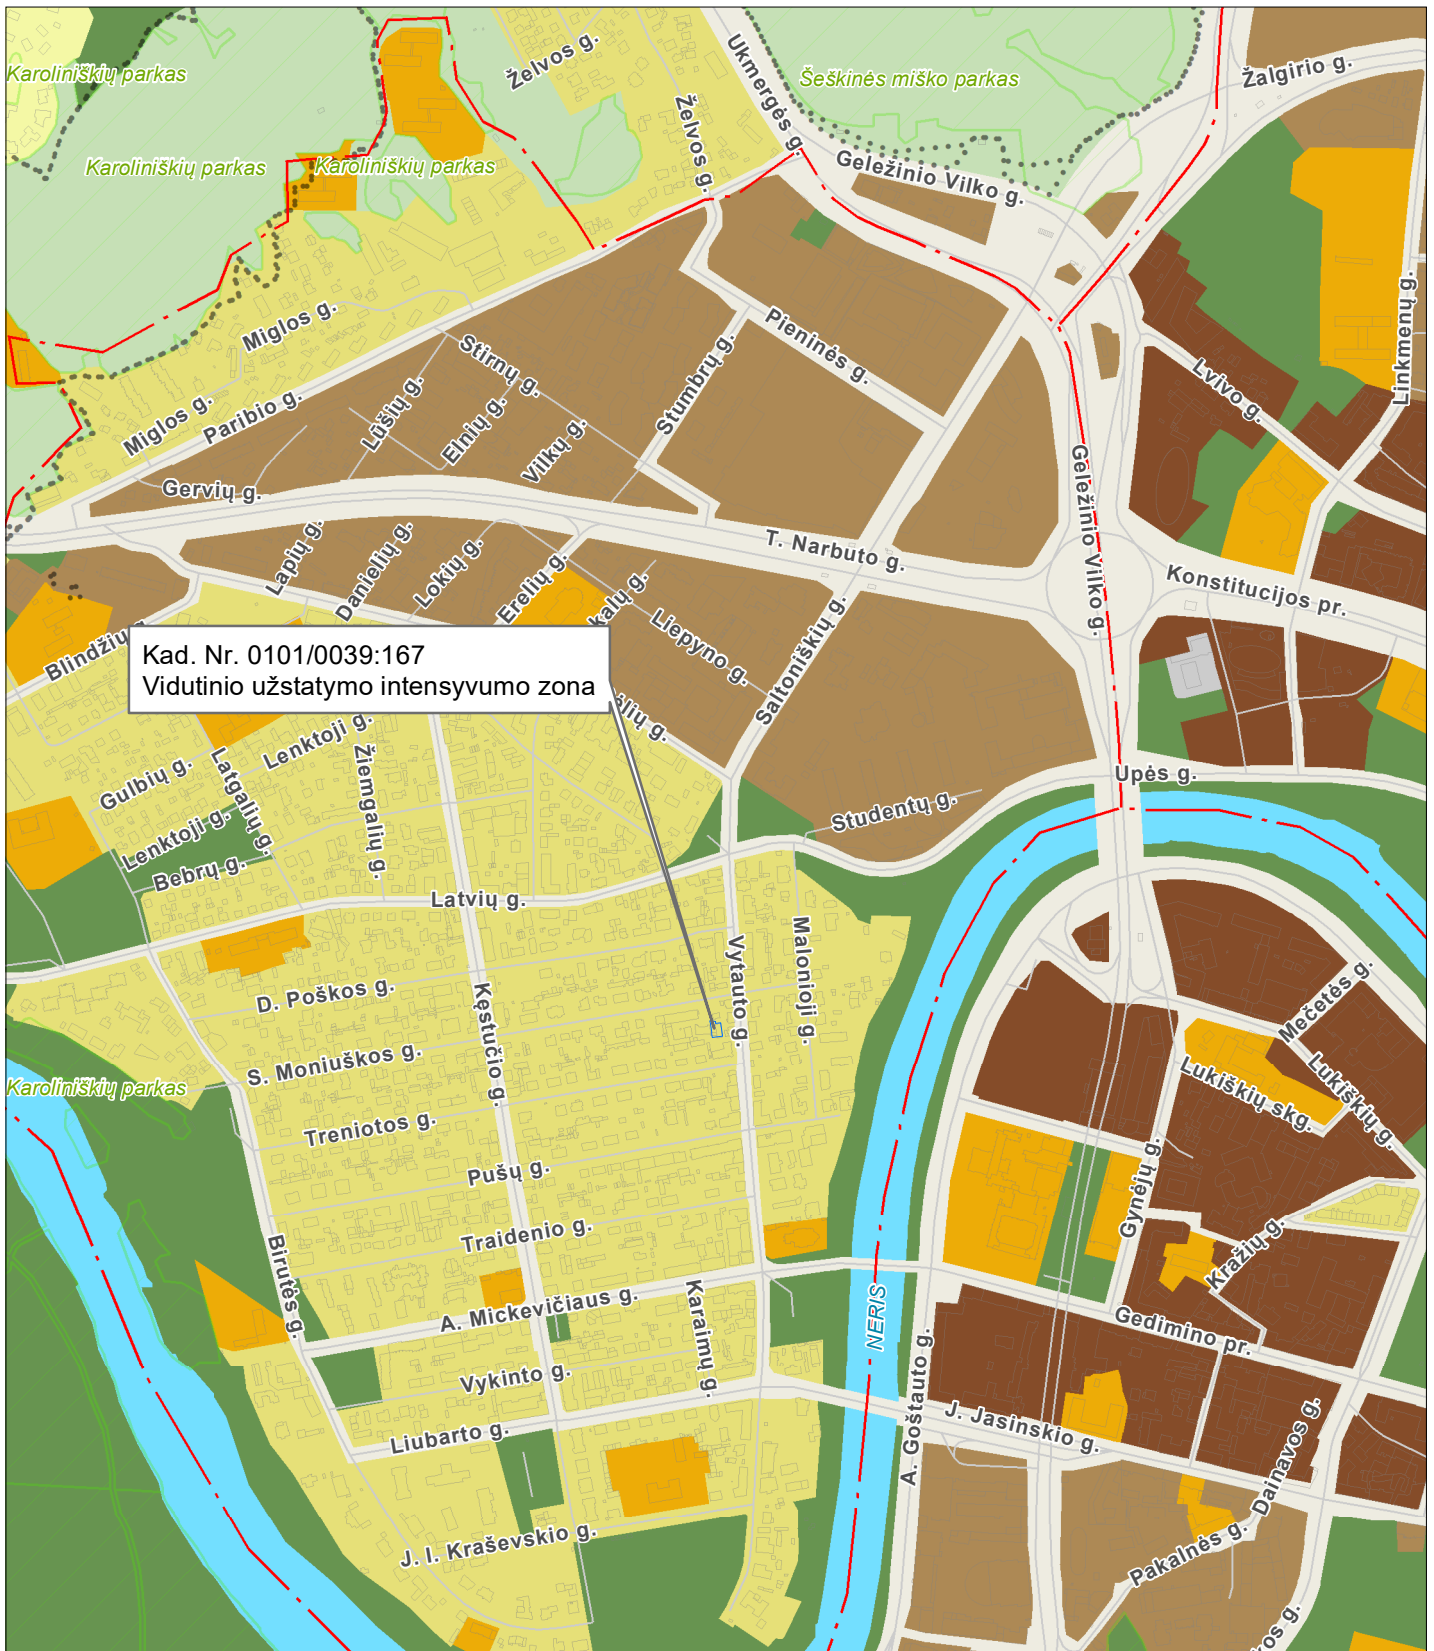 Karoliniškių parkas
Želvos g.
Ukmergės g.
Šeškinės miško parkas
Žalgirio g.
Želvos g.
Karoliniškių parkas
Karoliniškių parkas
Geležinio Vilko g.
Linkmenų g.
Miglos g.
Stirnų g.
Pieninės g.
Stumbrų g.
Lvivo g.
Miglos g.
Paribio g.
Lūšių g.
Elnių g.
Vilkų g.
Gervių g.
Geležinio Vilko g.
T. Narbuto g.
Lapių g.
Danielių g.
Lokių g.
Erelių g.
Konstitucijos pr.
Liepyno g.
Saltoniškių g.
Blindžių g.
Kad. Nr. 0101/0039:167
Vidutinio užstatymo intensyvumo zona
Lenktoji g.
Žiemgalių g.
Latgalių g.
Gulbių g.
Upės g.
Studentų g.
Lenktoji g.
Bebrų g.
Latvių g.
Vytauto g.
Malonioji g.
D. Poškos g.
Kęstučio g.
Mečetės g.
S. Moniuškos g.
Karoliniškių parkas
Lukiškių skg.
Lukiškių g.
Treniotos g.
Pušų g.
Gynėjų g.
Traidenio g.
Birutės g.
Kražių g.
A. Mickevičiaus g.
Karaimų g.
NERIS
Gedimino pr.
Vykinto g.
A. Goštauto g.
Liubarto g.
J. Jasinskio g.
Dainavos g.
J. I. Kraševskio g.
Pakalnės g.